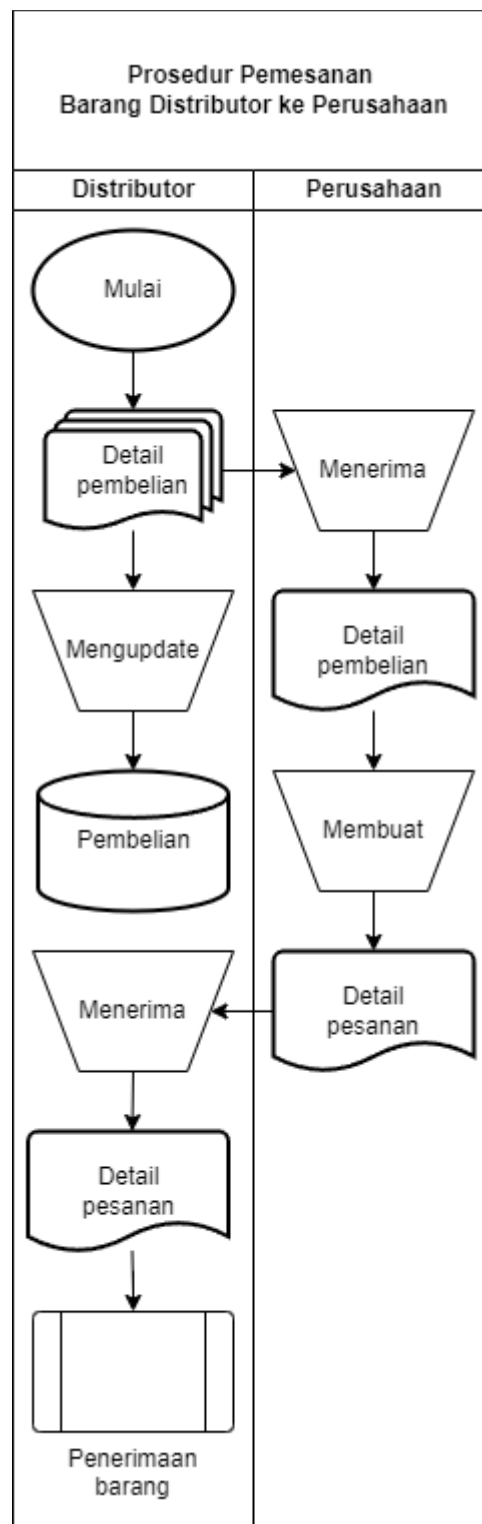 Prosedur Pemesanan
Barang Distributor ke Perusahaan
Distributor
Perusahaan
Mulai
Detail
pembelian
Menerima
Mengupdate
Detail
pembelian
Pembelian
Membuat
Menerima
Detail
pesanan
Detail
pesanan
Penerimaan
barang